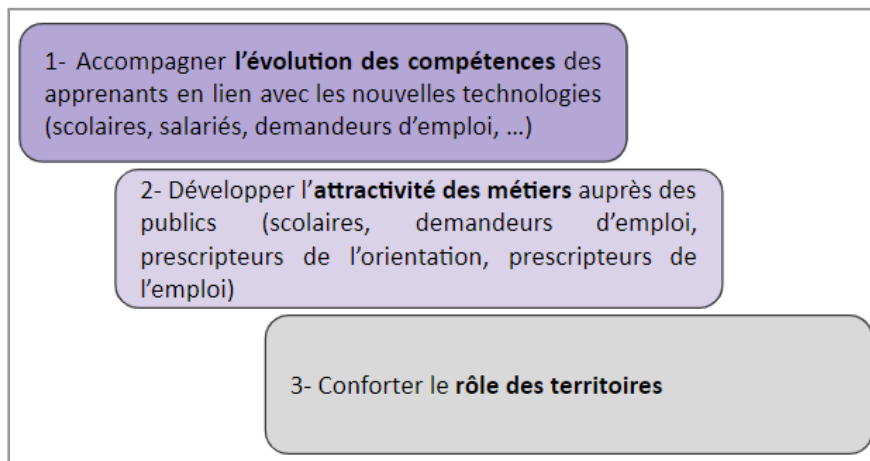 1- Accompagner l’évolution des compétences des
apprenants en lien avec les nouvelles technologies
(scolaires, salariés, demandeurs d’emploi, …)
2- Développer l’attractivité des métiers auprès des
publics (scolaires, demandeurs d’emploi,
prescripteurs de l’orientation, prescripteurs de
l’emploi)
3- Conforter le rôle des territoires